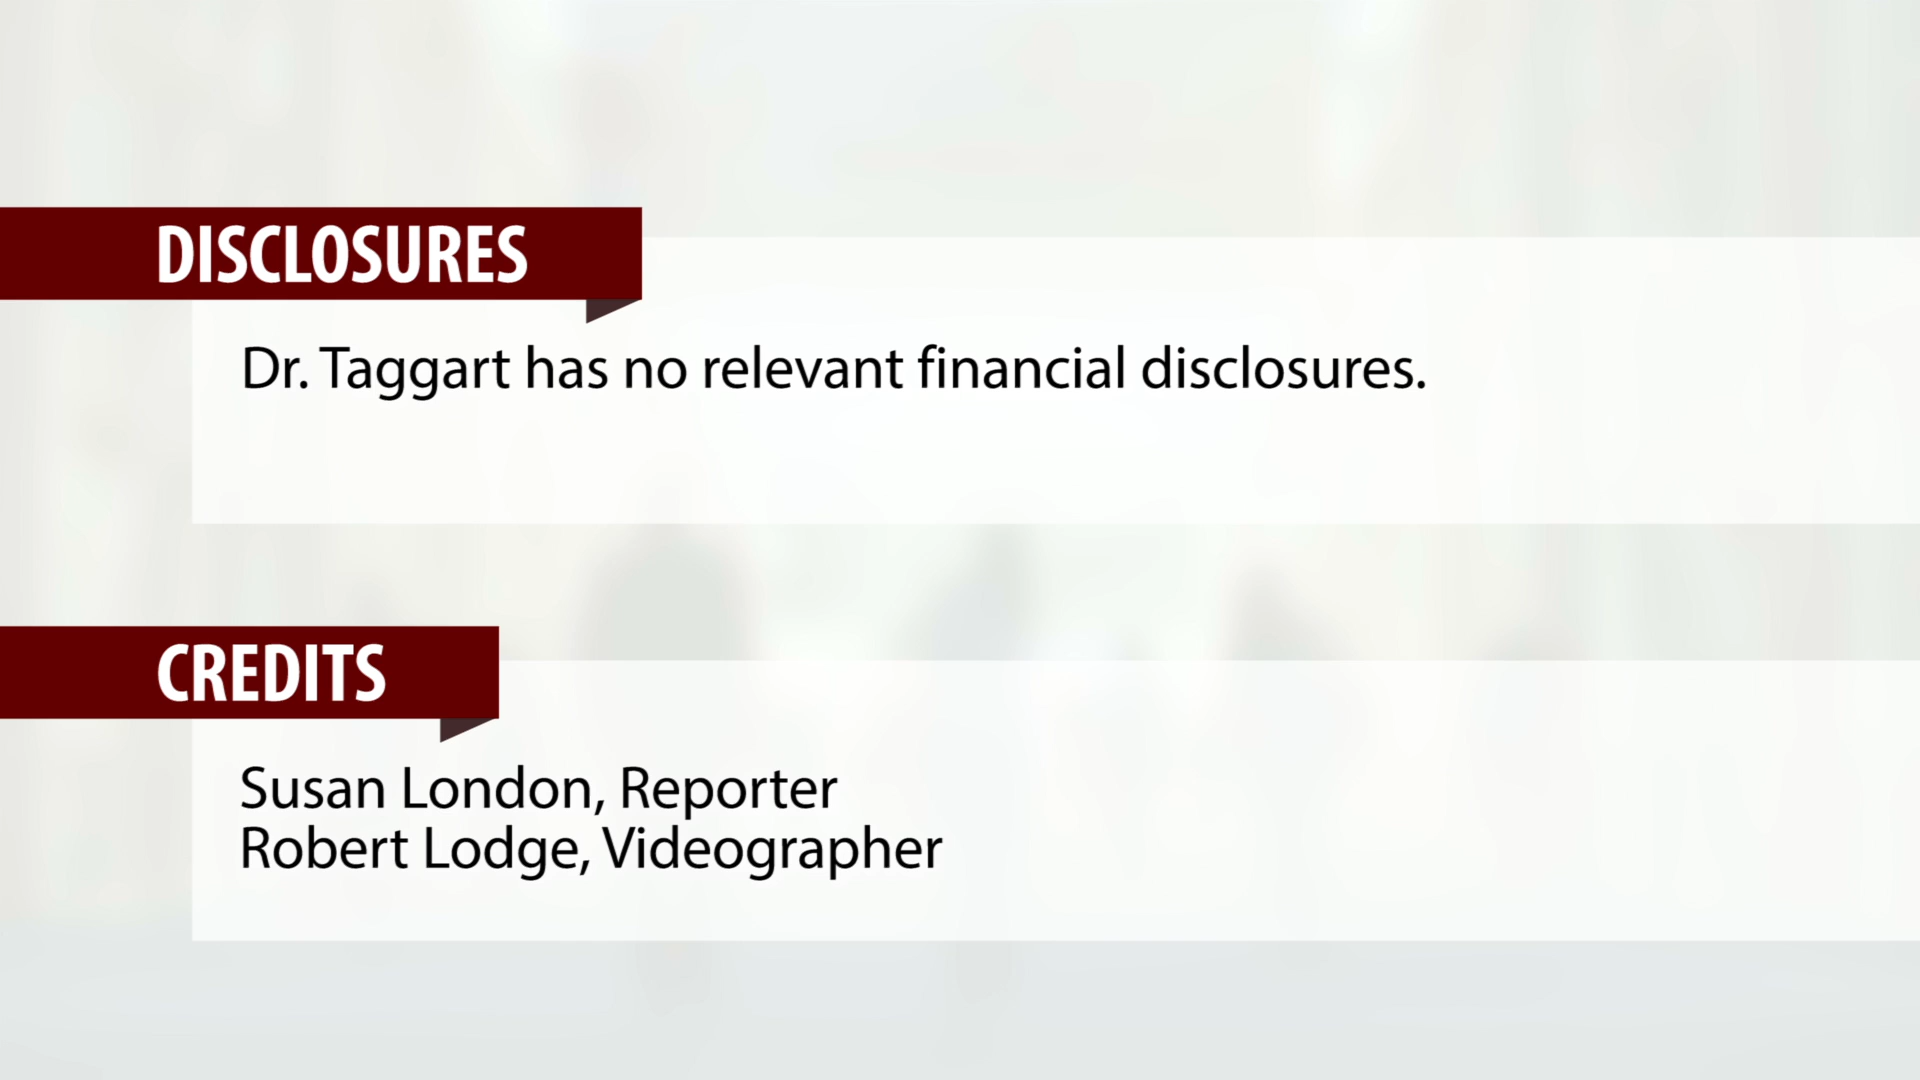 DISCLOSURES
Dr. Taggart has no relevant financial disclosures.
CREDITS
Susan London, Reporter
Robert Lodge, Videographer